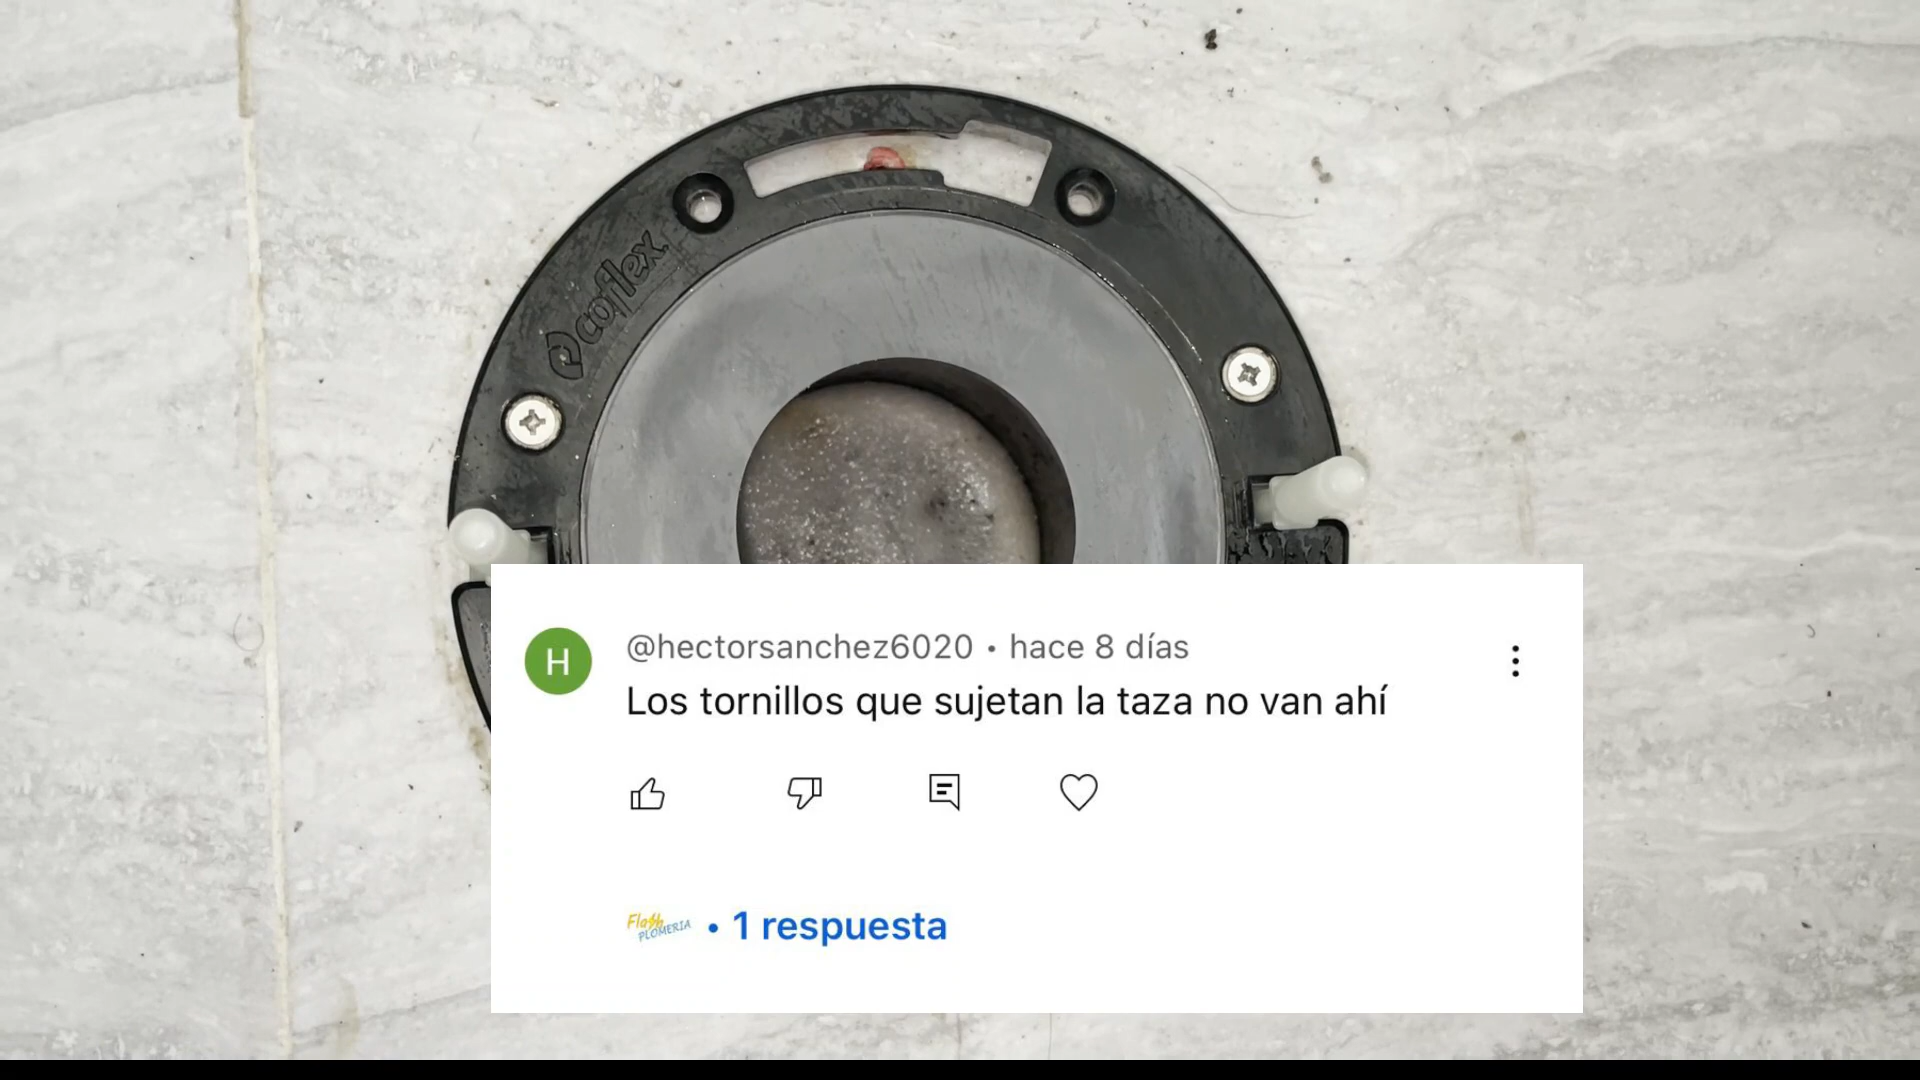 coflex
H
@hectorsanchez6020 • hace 8 días
Los tornillos que sujetan la taza no van ahí
Flash
PLOMERIA
• 1 respuesta